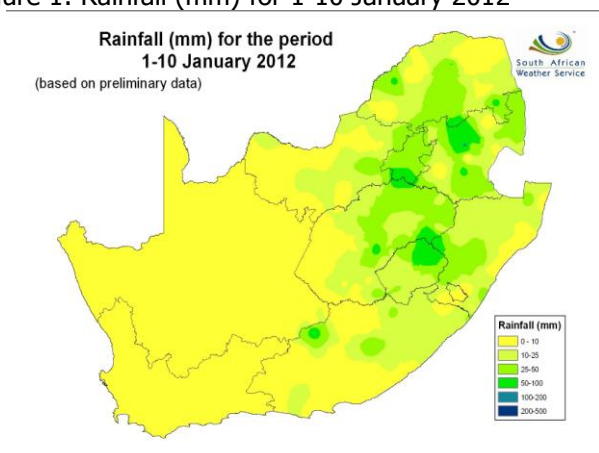 Figure 1: Rainfall (mm) for 1-10 January 2012
Rainfall (mm) for the period
1-10 January 2012
(based on preliminary data)
South African
Weather Service
Rainfall (mm)
0 - 10
10-25
25-50
50-100
100-200
200-500